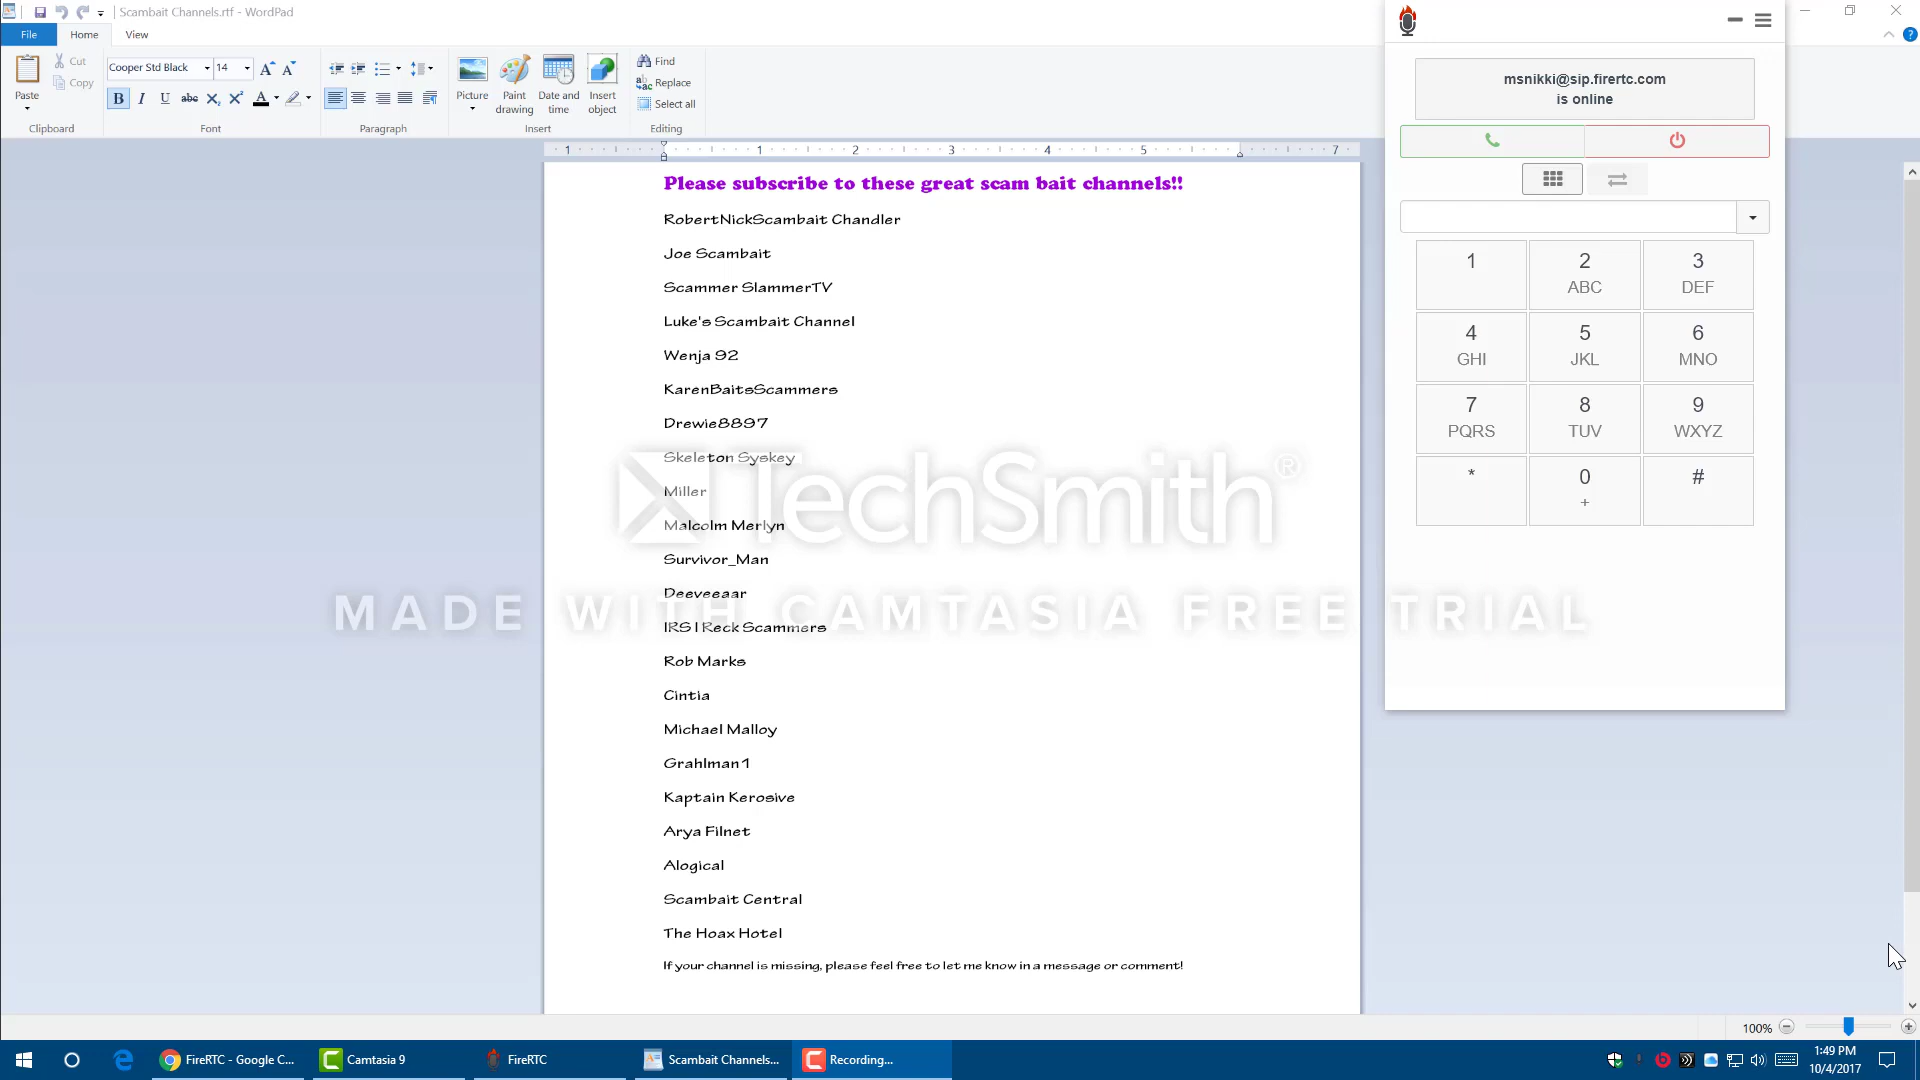 Scambait Channels.rtf - WordPad
File Home View
Paste
Cut
Copy
Clipboard
Cooper Std Black 14
Font
Paragraph
Picture
Paint drawing
Date and time
Insert object
Insert
Find
Replace
Select all
Editing
1 1 2 3 4 5 7
Please subscribe to these great scam bait channels!!
RobertNickScambait Chandler
Joe Scambait
Scammer SlammerTV
Luke's Scambait Channel
Wenja 92
KarenBaitsScammers
Drewie8897
Skeleton Syskey
Miller
Malcolm Merlyn
Survivor_Man
Deeveeaar
IRS I Reck Scammers
Rob Marks
Cintia
Michael Malloy
Grahlman1
Kaptain Kerosive
Arya Filnet
Alogical
Scambait Central
The Hoax Hotel
If your channel is missing, please feel free to let me know in a message or comment!
TechSmith®
MADE WITH CAMTASIA FREE TRIAL
msnikki@sip.firertc.com
is online
1 2 3
ABC DEF
4 5 6
GHI JKL MNO
7 8 9
PQRS TUV WXYZ
* 0 #
+
100%
FireRTC - Google C...
Camtasia 9
FireRTC
Scambait Channels...
Recording...
1:49 PM
10/4/2017